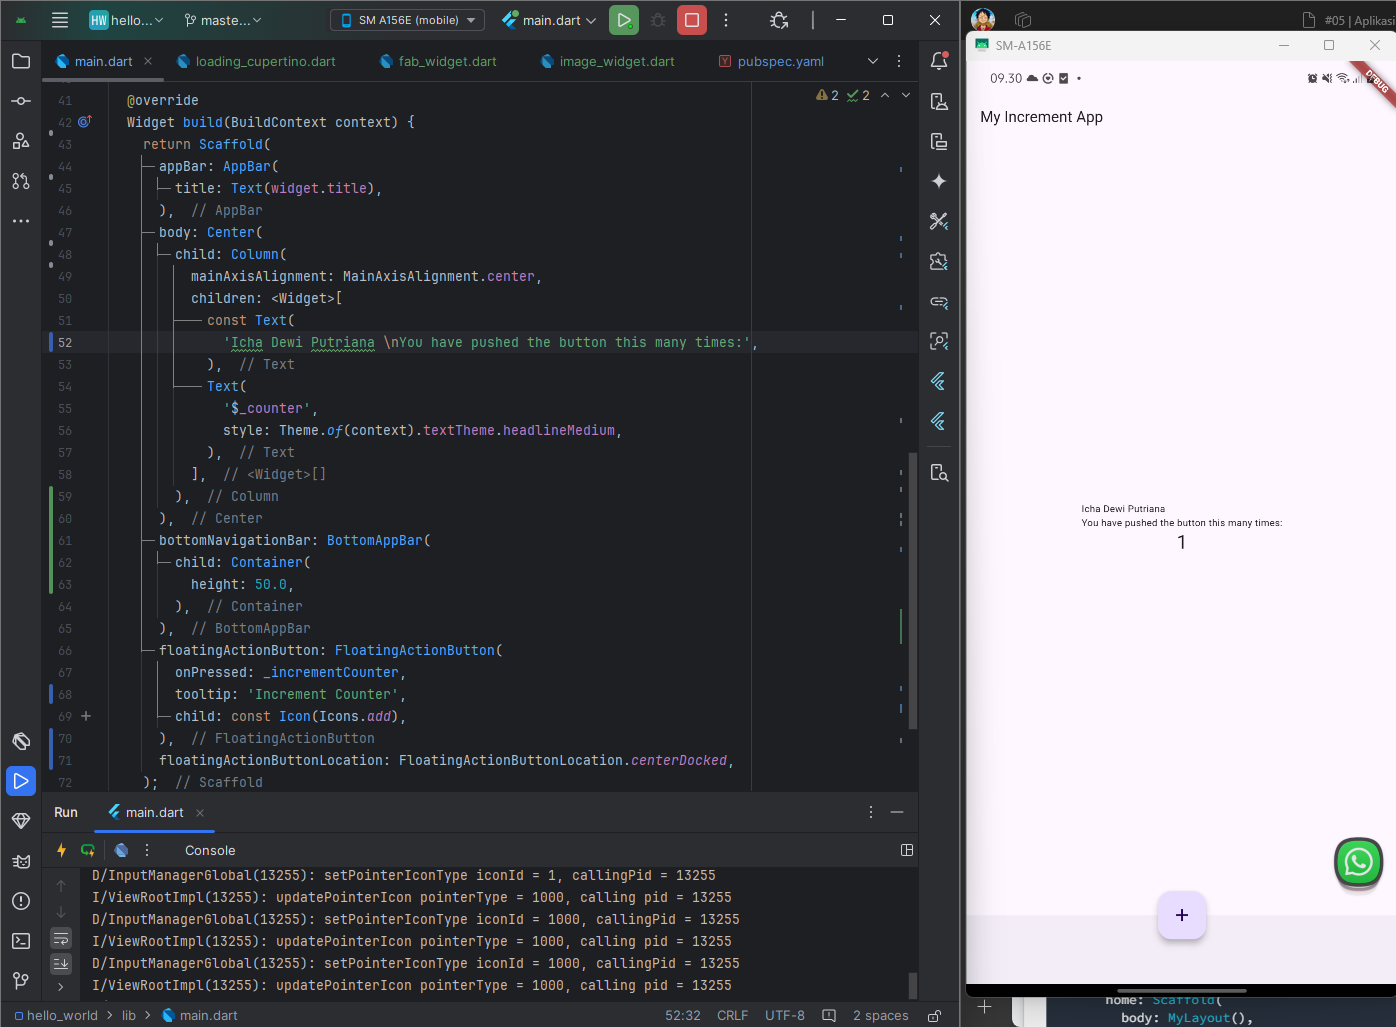 HW hello...
maste...
SM A156E (mobile)
main.dart
#05 | Aplikasi
main.dart
loading_cupertino.dart
fab_widget.dart
image_widget.dart
pubspec.yaml
SM-A156E
2 2
41 @override
42 Widget build(BuildContext context) {
43 return Scaffold(
44 appBar: AppBar(
45 title: Text(widget.title),
46 ), // AppBar
47 body: Center(
48 child: Column(
49 mainAxisAlignment: MainAxisAlignment.center,
50 children: <Widget>[
51 const Text(
52 'Icha Dewi Putriana \nYou have pushed the button this many times:',
53 ), // Text
54 Text(
55 '$_counter',
56 style: Theme.of(context).textTheme.headlineMedium,
57 ), // Text
58 ], // <Widget>[]
59 ), // Column
60 ), // Center
61 bottomNavigationBar: BottomAppBar(
62 child: Container(
63 height: 50.0,
64 ), // Container
65 ), // BottomAppBar
66 floatingActionButton: FloatingActionButton(
67 onPressed: _incrementCounter,
68 tooltip: 'Increment Counter',
69 child: const Icon(Icons.add),
70 ), // FloatingActionButton
71 floatingActionButtonLocation: FloatingActionButtonLocation.centerDocked,
72 ); // Scaffold
09.30
DEBUG
My Increment App
Icha Dewi Putriana
You have pushed the button this many times:
1
Run
main.dart
Console
D/InputManagerGlobal(13255): setPointerIconType iconId = 1, callingPid = 13255
I/ViewRootImpl(13255): updatePointerIcon pointerType = 1000, calling pid = 13255
D/InputManagerGlobal(13255): setPointerIconType iconId = 1000, callingPid = 13255
I/ViewRootImpl(13255): updatePointerIcon pointerType = 1000, calling pid = 13255
D/InputManagerGlobal(13255): setPointerIconType iconId = 1000, callingPid = 13255
I/ViewRootImpl(13255): updatePointerIcon pointerType = 1000, calling pid = 13255
hello_world > lib > main.dart
52:32 CRLF UTF-8 2 spaces
home: Scaffold(
body: MyLayout(),